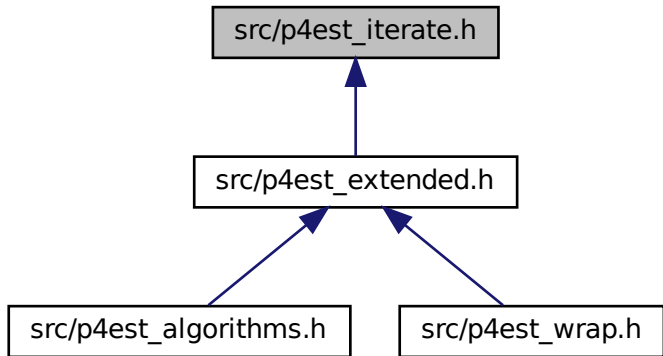 src/p4est_iterate.h
src/p4est_extended.h
src/p4est_algorithms.h
src/p4est_wrap.h